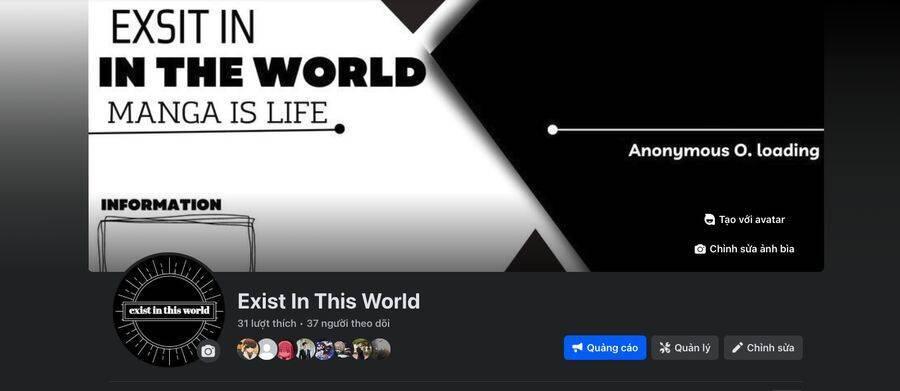 EXSIT IN
IN THE WORLD
MANGA IS LIFE
Anonymous O. loading
INFORMATION
Tạo với avatar
Chỉnh sửa ảnh bìa
exist in this world
Exist In This World
31 lượt thích • 37 người theo dõi
Quảng cáo
Quản lý
Chỉnh sửa